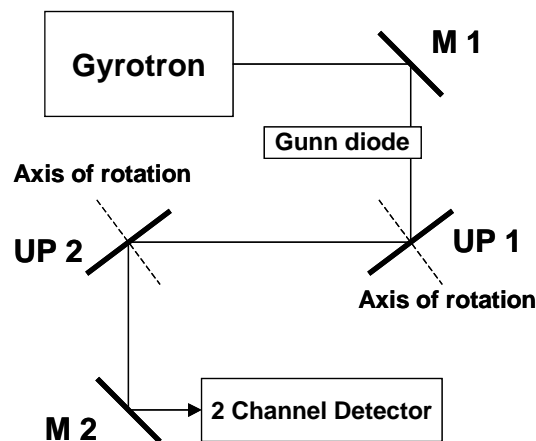 M 1
Gyrotron
Gunn diode
Axis of rotation
UP 2
UP 1
Axis of rotation
M 2
2 Channel Detector